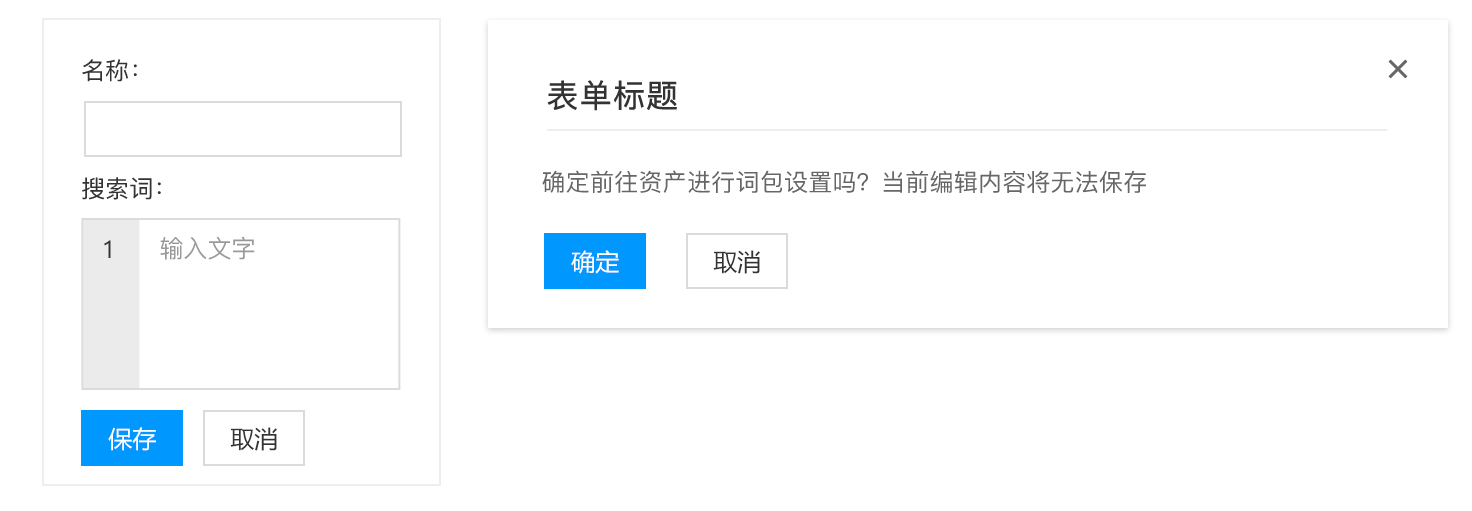 名称：
搜索词：
1 输入文字
保存 取消
表单标题
确定前往资产进行词包设置吗？当前编辑内容将无法保存
确定 取消